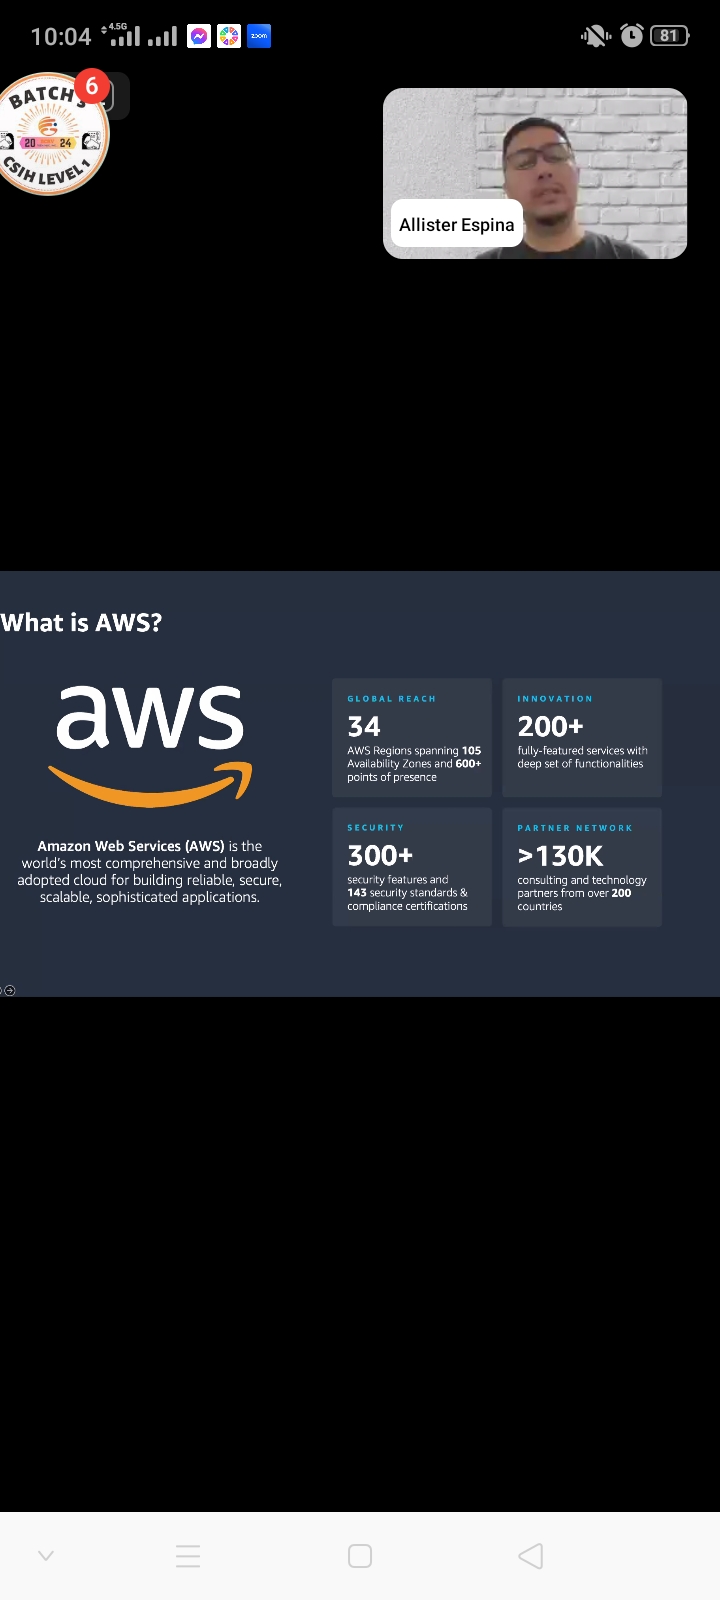 10:04
4.5G
zoom
81
6
BATCH
20 24
CSIH LEVEL 1
Allister Espina
What is AWS?
aws
Amazon Web Services (AWS) is the
world's most comprehensive and broadly
adopted cloud for building reliable, secure,
scalable, sophisticated applications.
GLOBAL REACH
34
AWS Regions spanning 105
Availability Zones and 600+
points of presence
INNOVATION
200+
fully-featured services with
deep set of functionalities
SECURITY
300+
security features and
143 security standards &
compliance certifications
PARTNER NETWORK
>130K
consulting and technology
partners from over 200
countries